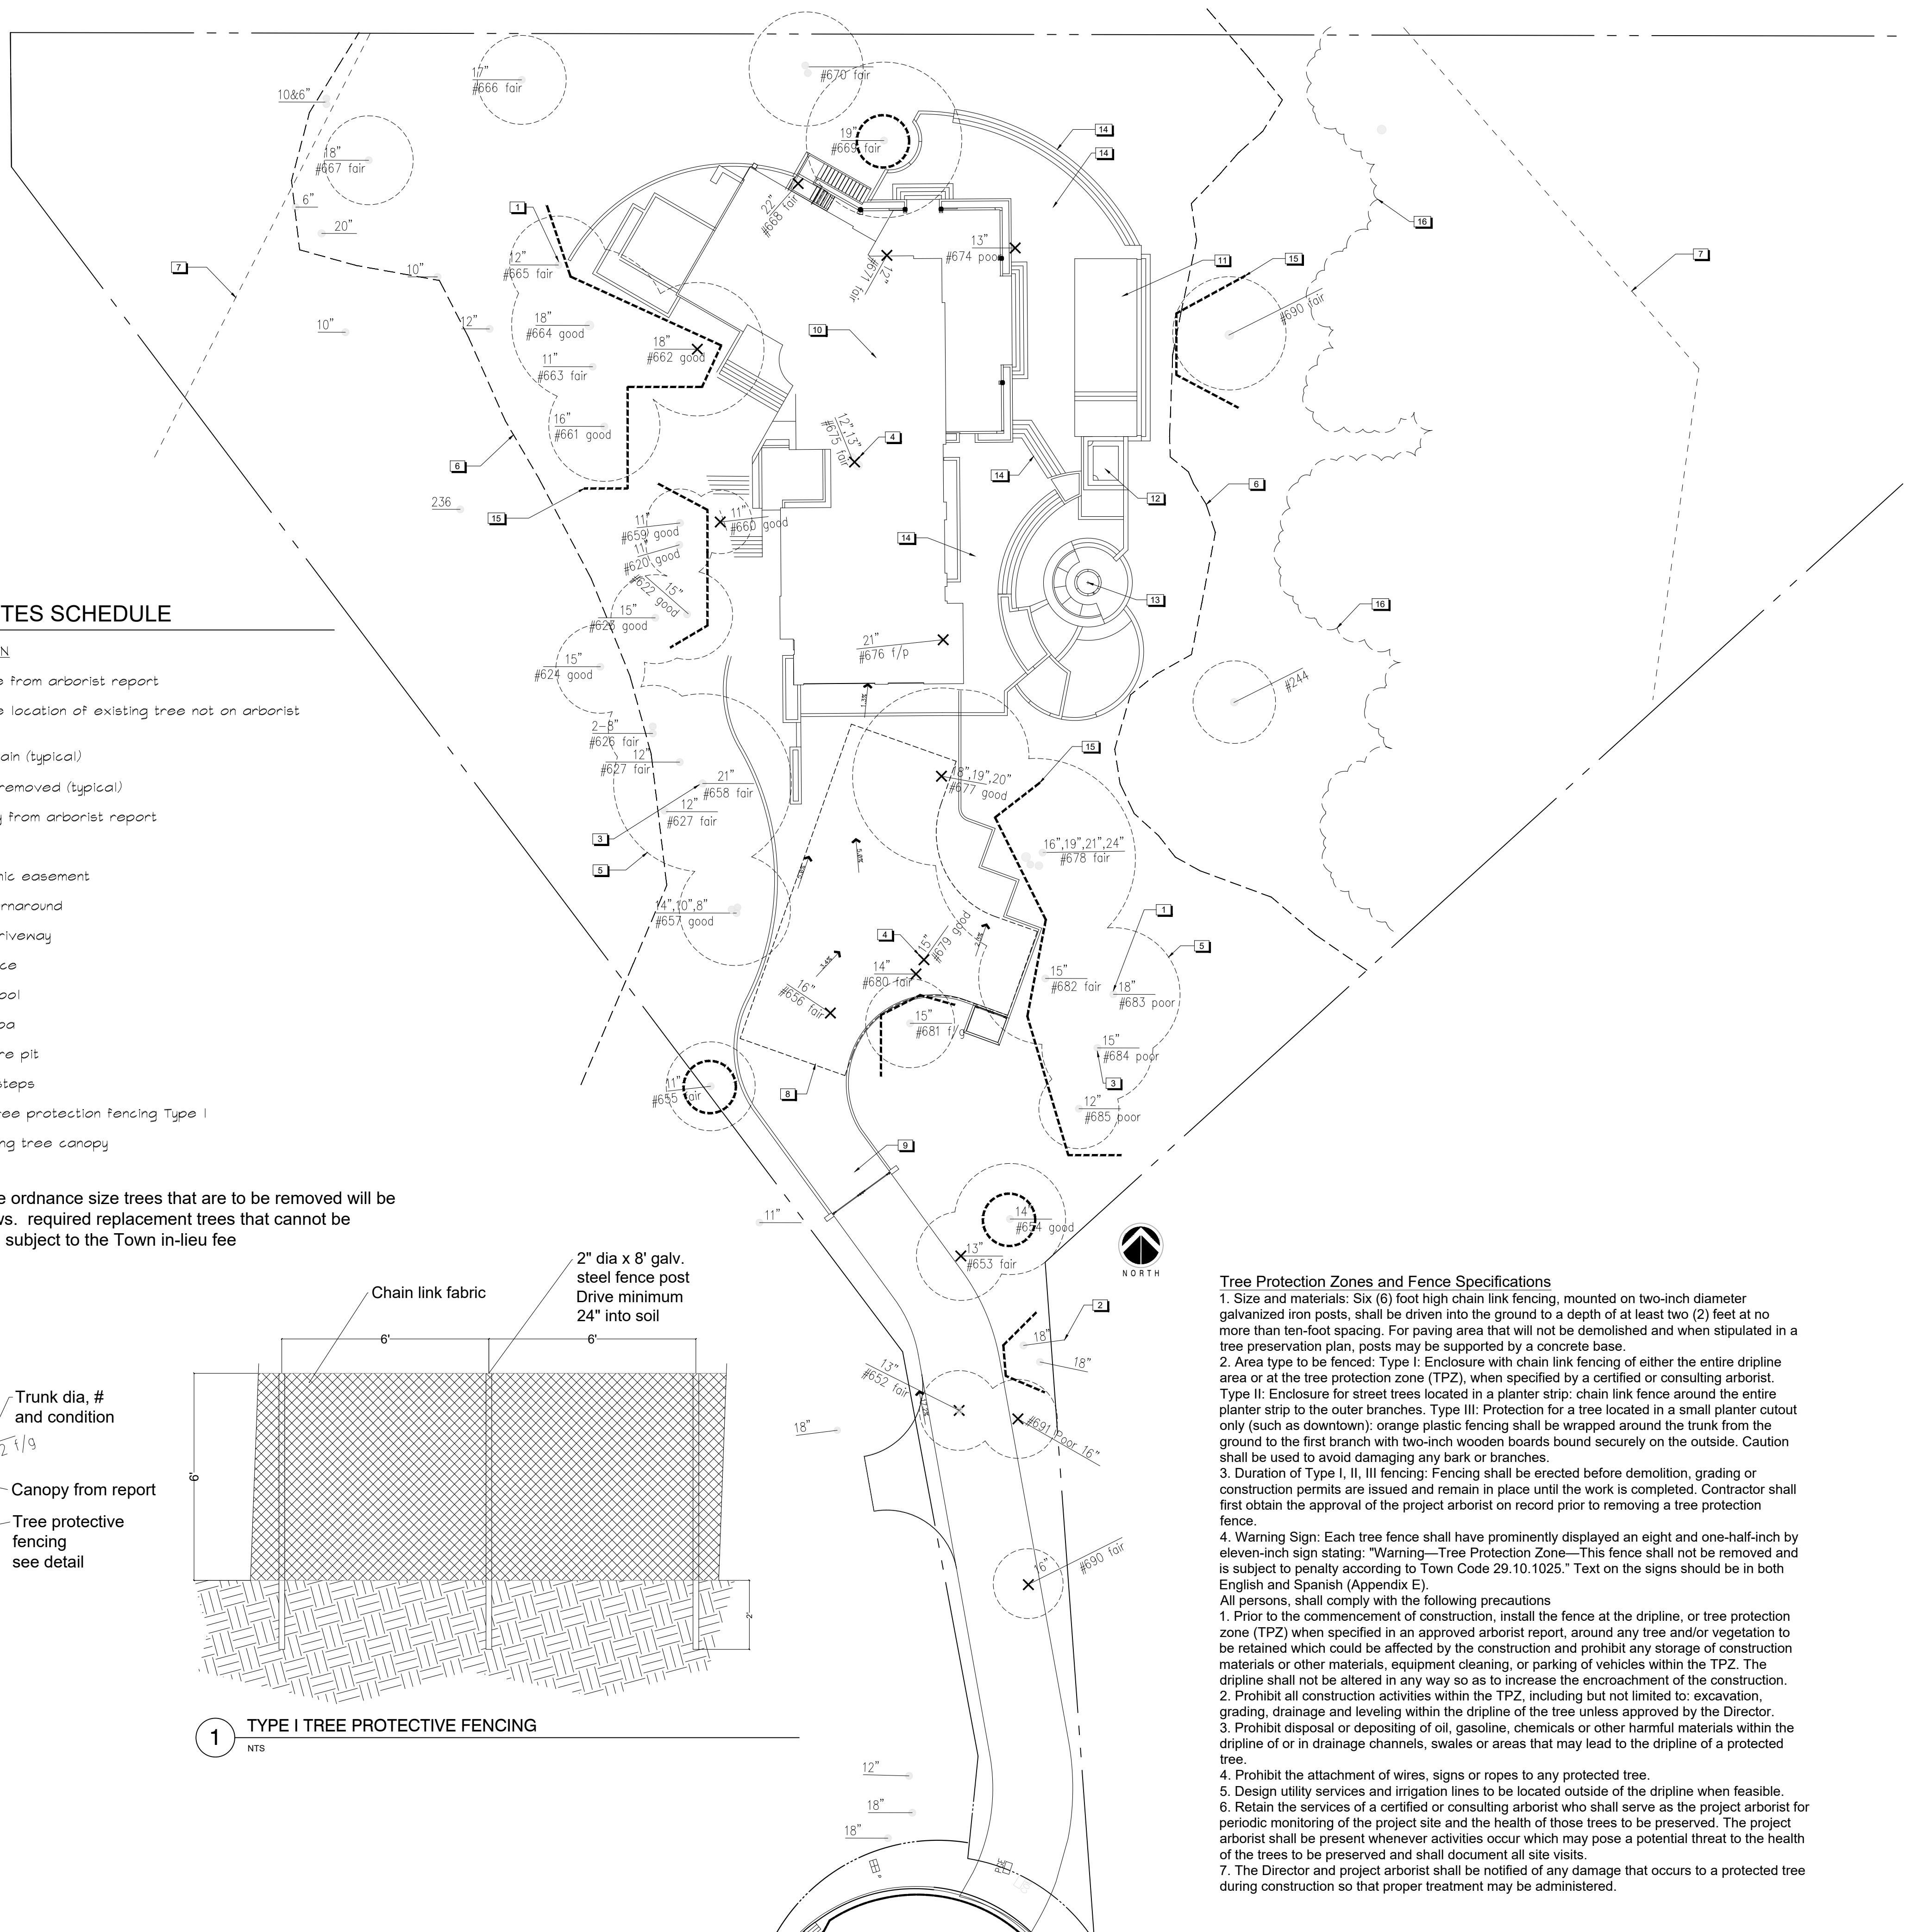 #670 fair
17"
#666 fair
10&6"
18"
#667 fair
6"
20"
19"
#669 fair
22"
#668 fair
14
14
16
1
12"
#665 fair
13"
#674 poor
#671 fair
12"
11
15
7
7
10"
10"
12"
18"
#664 good
11"
#663 fair
18"
#662 good
10
#690 fair
16"
#661 good
12",13"
#675 fair
4
6
14
12
6
236
15
11"
#659 good
11"
#660 good
11"
#620 good
15"
#622 good
14
13
16
15"
#623 good
21"
#676 f/p
15"
#624 good
#244
2-8"
#626 fair
12"
#627 fair
21"
#658 fair
12"
#627 fair
3
5
15
18",19",20"
#677 good
16",19",21",24"
#678 fair
14",10",8"
#657 good
4
15"
#679 good
14"
#680 fair
1
5
15"
#682 fair
18"
#683 poor
16"
#656 fair
15"
#681 f/g
15"
#684 poor
3
12"
#685 poor
11"
#655 fair
8
9
11"
14"
#654 good
13"
#653 fair
NORTH
2
18"
18"
13"
#652 fair
#691 Poor 16"
18"
16"
#690 fair
12"
18"
18"
TES SCHEDULE
N
e from arborist report
e location of existing tree not on arborist
ain (typical)
removed (typical)
y from arborist report
nic easement
rnaround
riveway
ce
ool
pa
re pit
steps
ree protection fencing Type I
ng tree canopy
e ordnance size trees that are to be removed will be
ws. required replacement trees that cannot be
subject to the Town in-lieu fee
Chain link fabric
2" dia x 8' galv.
steel fence post
Drive minimum
24" into soil
6'
6'
6'
2'
Trunk dia, #
and condition
2 f/g
Canopy from report
Tree protective
fencing
see detail
1
TYPE I TREE PROTECTIVE FENCING
NTS
Tree Protection Zones and Fence Specifications
1. Size and materials: Six (6) foot high chain link fencing, mounted on two-inch diameter
galvanized iron posts, shall be driven into the ground to a depth of at least two (2) feet at no
more than ten-foot spacing. For paving area that will not be demolished and when stipulated in a
tree preservation plan, posts may be supported by a concrete base.
2. Area type to be fenced: Type I: Enclosure with chain link fencing of either the entire dripline
area or at the tree protection zone (TPZ), when specified by a certified or consulting arborist.
Type II: Enclosure for street trees located in a planter strip: chain link fence around the entire
planter strip to the outer branches. Type III: Protection for a tree located in a small planter cutout
only (such as downtown): orange plastic fencing shall be wrapped around the trunk from the
ground to the first branch with two-inch wooden boards bound securely on the outside. Caution
shall be used to avoid damaging any bark or branches.
3. Duration of Type I, II, III fencing: Fencing shall be erected before demolition, grading or
construction permits are issued and remain in place until the work is completed. Contractor shall
first obtain the approval of the project arborist on record prior to removing a tree protection
fence.
4. Warning Sign: Each tree fence shall have prominently displayed an eight and one-half-inch by
eleven-inch sign stating: "Warning—Tree Protection Zone—This fence shall not be removed and
is subject to penalty according to Town Code 29.10.1025." Text on the signs should be in both
English and Spanish (Appendix E).
All persons, shall comply with the following precautions
1. Prior to the commencement of construction, install the fence at the dripline, or tree protection
zone (TPZ) when specified in an approved arborist report, around any tree and/or vegetation to
be retained which could be affected by the construction and prohibit any storage of construction
materials or other materials, equipment cleaning, or parking of vehicles within the TPZ. The
dripline shall not be altered in any way so as to increase the encroachment of the construction.
2. Prohibit all construction activities within the TPZ, including but not limited to: excavation,
grading, drainage and leveling within the dripline of the tree unless approved by the Director.
3. Prohibit disposal or depositing of oil, gasoline, chemicals or other harmful materials within the
dripline of or in drainage channels, swales or areas that may lead to the dripline of a protected
tree.
4. Prohibit the attachment of wires, signs or ropes to any protected tree.
5. Design utility services and irrigation lines to be located outside of the dripline when feasible.
6. Retain the services of a certified or consulting arborist who shall serve as the project arborist for
periodic monitoring of the project site and the health of those trees to be preserved. The project
arborist shall be present whenever activities occur which may pose a potential threat to the health
of the trees to be preserved and shall document all site visits.
7. The Director and project arborist shall be notified of any damage that occurs to a protected tree
during construction so that proper treatment may be administered.